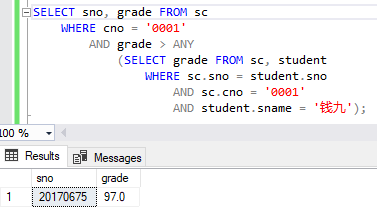 SELECT sno, grade FROM sc
WHERE cno = '0001'
AND grade > ANY
(SELECT grade FROM sc, student
WHERE sc.sno = student.sno
AND sc.cno = '0001'
AND student.sname = '钱九');
100 %
Results Messages
sno grade
1 20170675 97.0